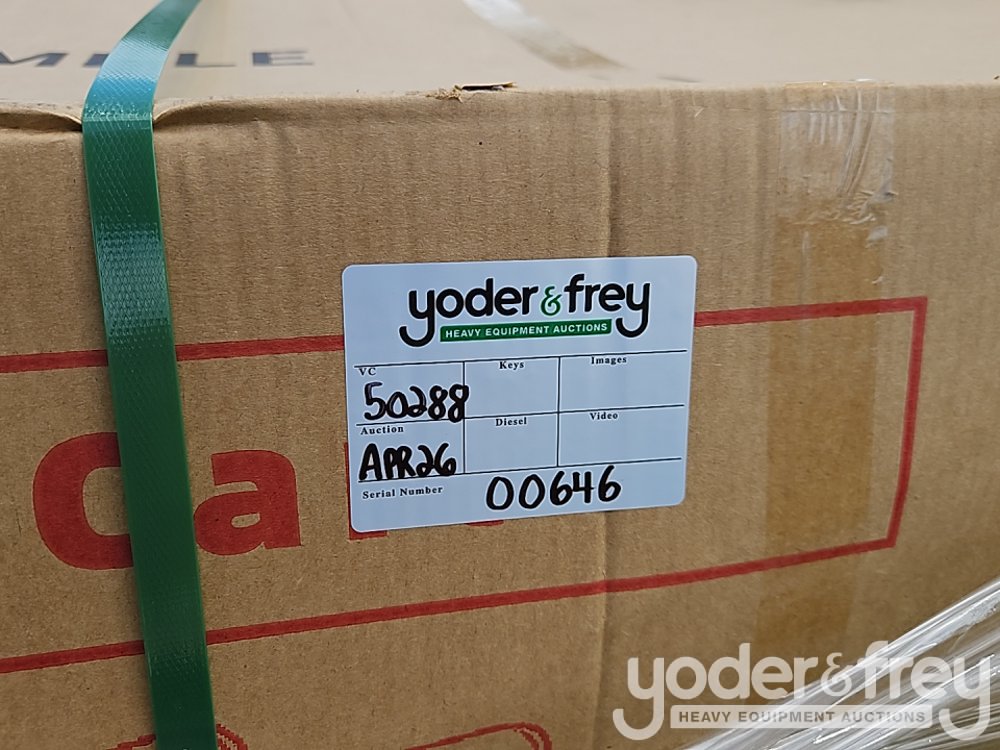 yoder & frey
HEAVY EQUIPMENT AUCTIONS
VC Keys Images
50288
Auction Diesel Video
APR26
Serial Number 00646
yoder & frey
HEAVY EQUIPMENT AUCTIONS